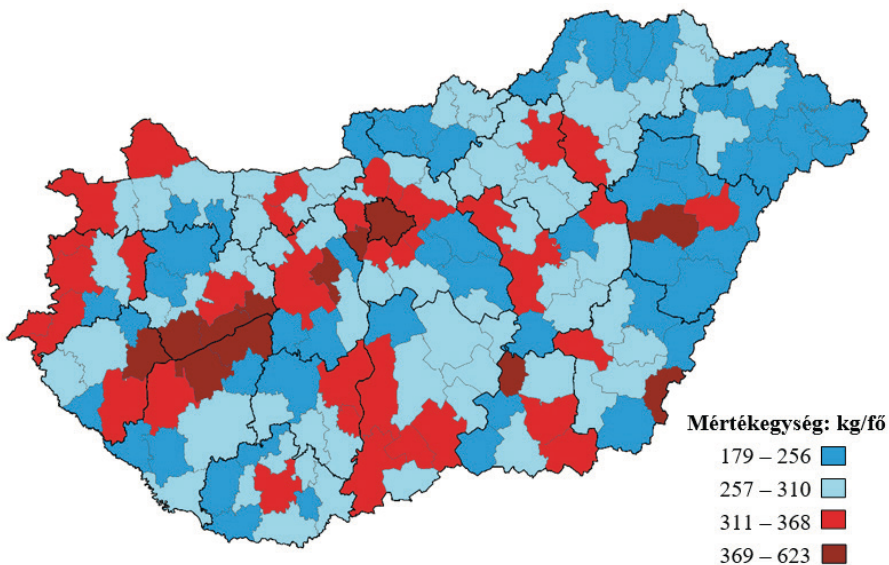 Mértékegység: kg/fő
179 – 256
257 – 310
311 – 368
369 – 623